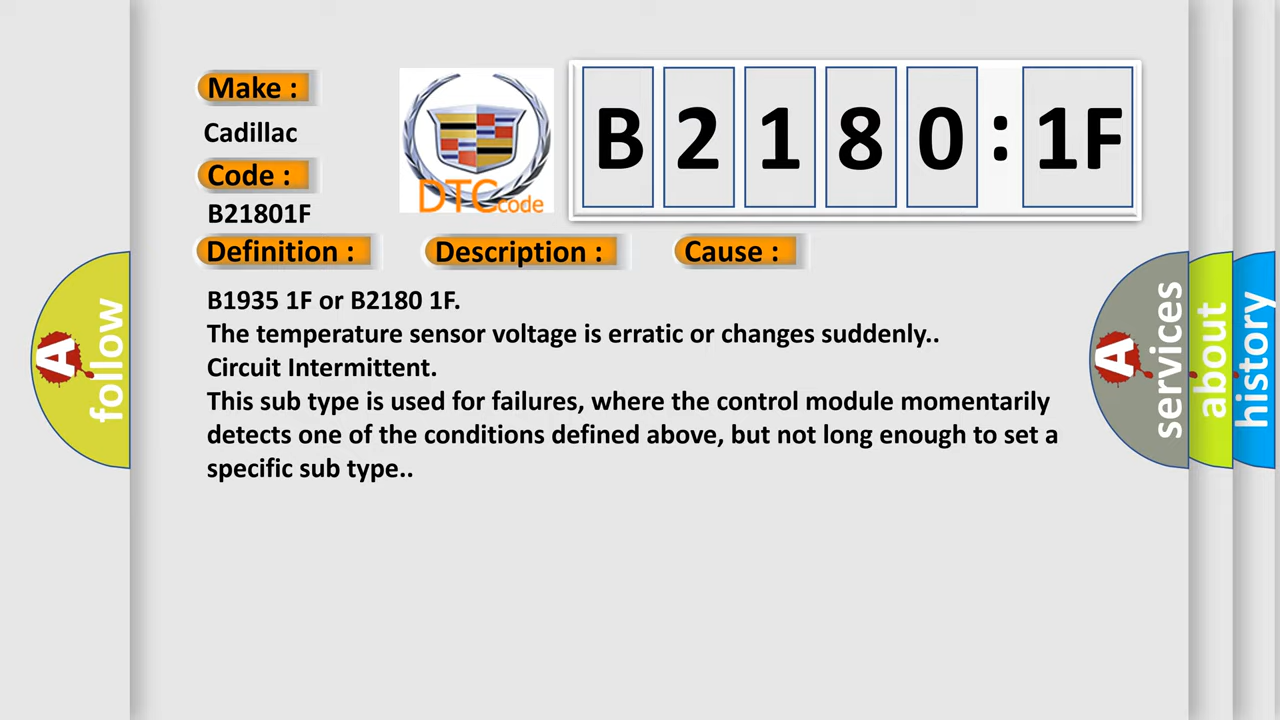 Make :
Cadillac
Code :
B21801F
DTC code
B 2 1 8 0 : 1F
Definition :
Description :
Cause :
B1935 1F or B2180 1F.
The temperature sensor voltage is erratic or changes suddenly..
Circuit Intermittent.
This sub type is used for failures, where the control module momentarily
detects one of the conditions defined above, but not long enough to set a
specific sub type..
A follow
A services
about
history